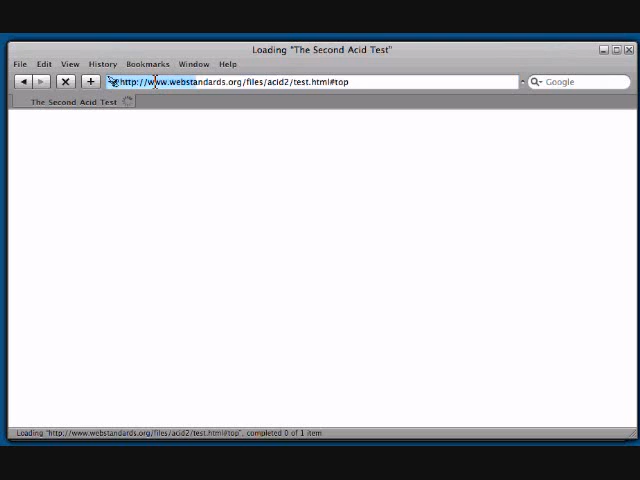 Loading "The Second Acid Test"
File Edit View History Bookmarks Window Help
http://www.webstandards.org/files/acid2/test.html#top
Google
The Second Acid Test
Loading "http://www.webstandards.org/files/acid2/test.html#top", completed 0 of 1 item